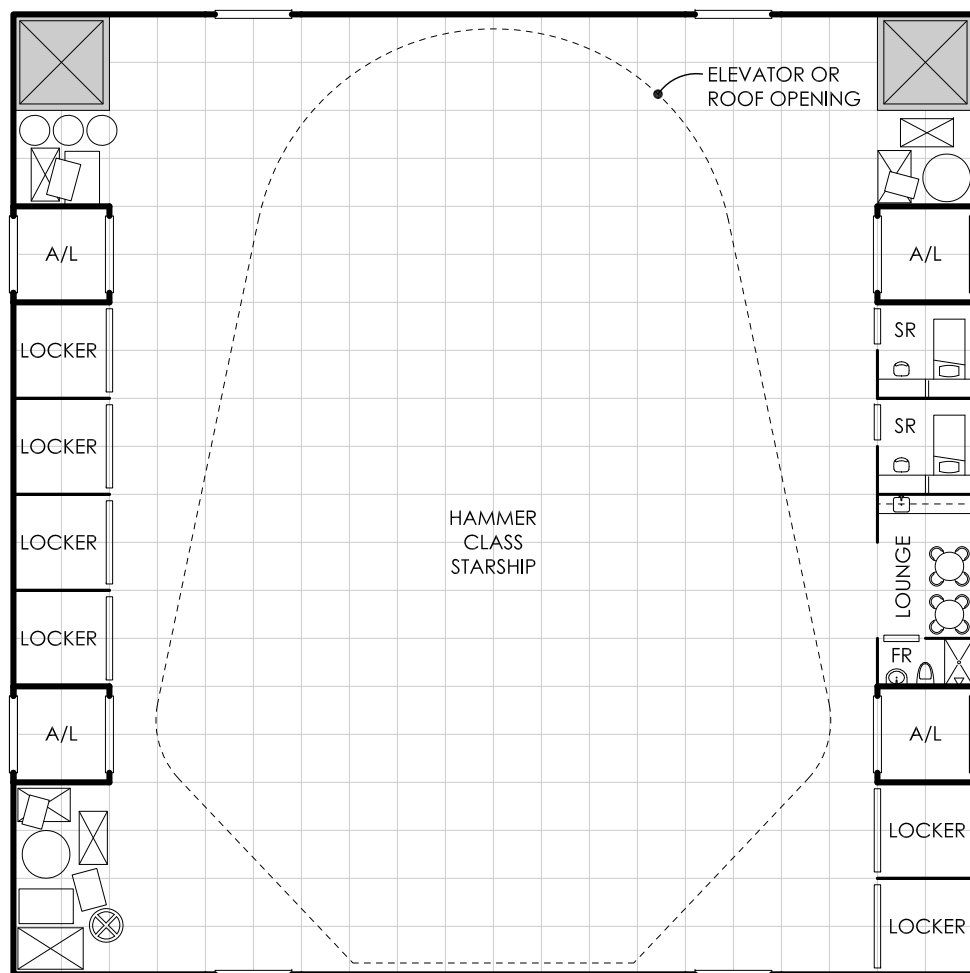 ELEVATOR OR
ROOF OPENING
A/L
A/L
LOCKER
SR
LOCKER
SR
HAMMER
CLASS
STARSHIP
LOCKER
LOUNGE
LOCKER
FR
A/L
A/L
LOCKER
LOCKER